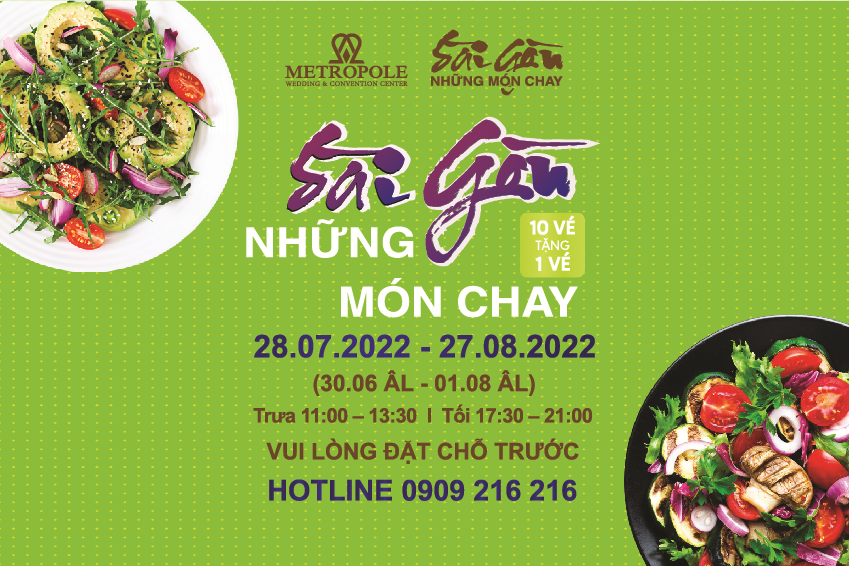 METROPOLE
WEDDING & CONVENTION CENTER
Sài Gòn
NHỮNG MÓN CHAY
Sài Gòn
NHỮNG
10 VÉ
TẶNG
1 VÉ
MÓN CHAY
28.07.2022 - 27.08.2022
(30.06 ÂL - 01.08 ÂL)
Trưa 11:00 – 13:30 I Tối 17:30 – 21:00
VUI LÒNG ĐẶT CHỖ TRƯỚC
HOTLINE 0909 216 216